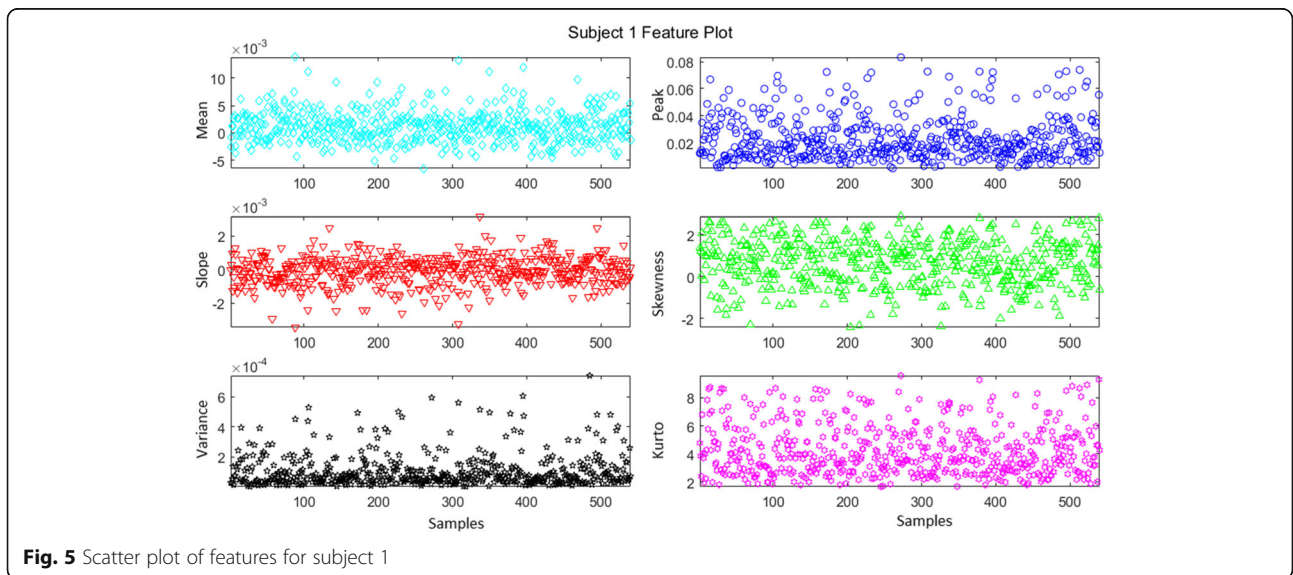 Subject 1 Feature Plot
×10⁻³
Mean
10
5
0
-5
100 200 300 400 500
Peak
0.08
0.06
0.04
0.02
100 200 300 400 500
×10⁻³
Slope
2
0
-2
100 200 300 400 500
Skewness
2
0
-2
100 200 300 400 500
×10⁻⁴
Variance
6
4
2
100 200 300 400 500
Samples
Kurto
8
6
4
2
100 200 300 400 500
Samples
Fig. 5 Scatter plot of features for subject 1